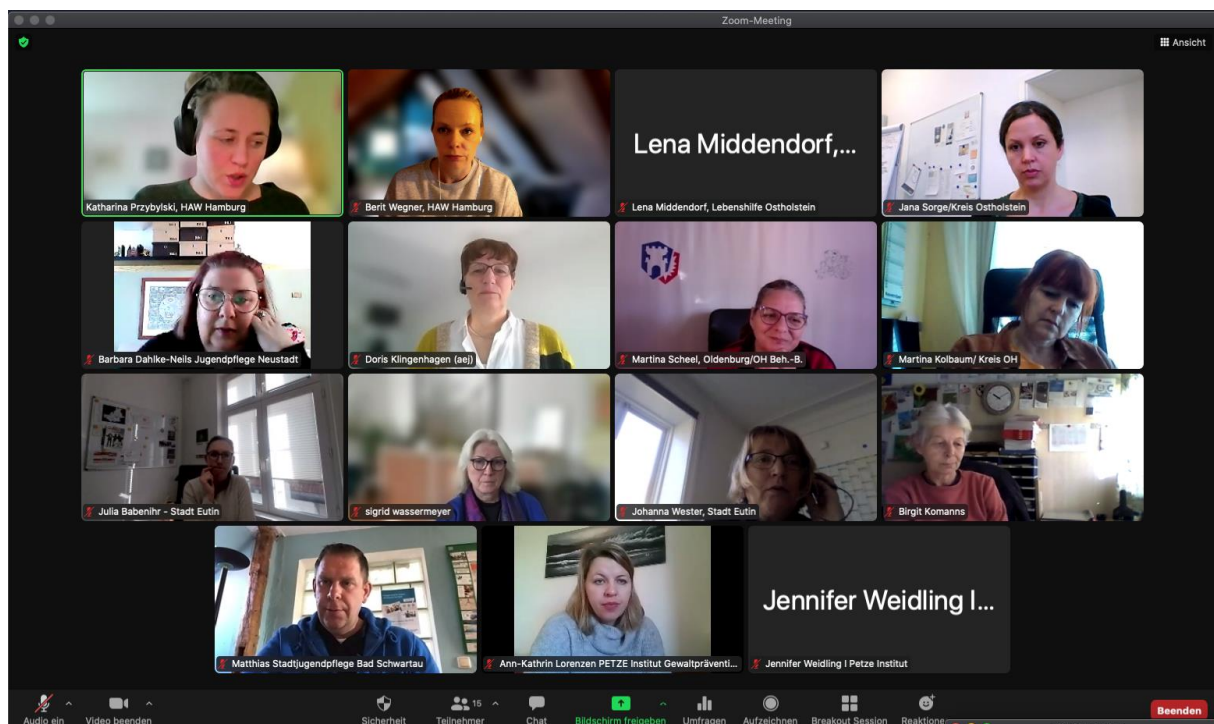 Zoom-Meeting
Ansicht
Katharina Przybylski, HAW Hamburg
Berit Wegner, HAW Hamburg
Lena Middendorf,...
Lena Middendorf, Lebenshilfe Ostholstein
Jana Sorge/Kreis Ostholstein
Barbara Dahlke-Neils Jugendpflege Neustadt
Doris Klingenhagen (aej)
Martina Scheel, Oldenburg/OH Beh.-B.
Martina Kolbaum/ Kreis OH
Julia Babenihr - Stadt Eutin
sigrid wassermeyer
Johanna Wester, Stadt Eutin
Birgit Komanns
Matthias Stadtjugendpflege Bad Schwartau
Ann-Kathrin Lorenzen PETZE Institut Gewaltpräventi...
Jennifer Weidling I...
Jennifer Weidling I Petze Institut
Audio ein
Video beenden
Sicherheit
15
Teilnehmer
Chat
Bildschirm freigeben
Umfragen
Aufzeichnen
Breakout Session
Reaktione
Beenden